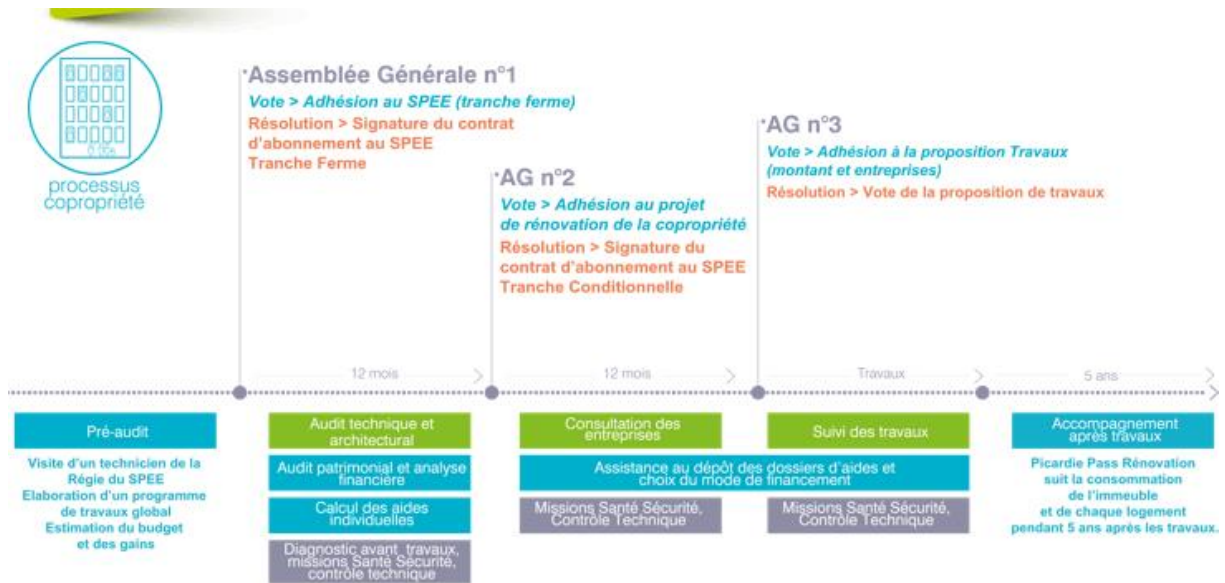 processus
copropriété
Assemblée Générale n°1
Vote > Adhésion au SPEE (tranche ferme)
Résolution > Signature du contrat
d'abonnement au SPEE
Tranche Ferme
AG n°2
Vote > Adhésion au projet
de rénovation de la copropriété
Résolution > Signature du
contrat d'abonnement au SPEE
Tranche Conditionnelle
AG n°3
Vote > Adhésion à la proposition Travaux
(montant et entreprises)
Résolution > Vote de la proposition de travaux
12 mois
12 mois
Travaux
5 ans
Pré-audit
Visite d'un technicien de la
Régie du SPEE
Elaboration d'un programme
de travaux global
Estimation du budget
et des gains
Audit technique et
architectural
Audit patrimonial et analyse
financière
Calcul des aides
individuelles
Diagnostic avant travaux,
missions Santé Sécurité,
contrôle technique
Consultation des
entreprises
Suivi des travaux
Assistance au dépôt des dossiers d'aides et
choix du mode de financement
Missions Santé Sécurité,
Contrôle Technique
Missions Santé Sécurité,
Contrôle Technique
Accompagnement
après travaux
Picardie Pass Rénovation
suit la consommation
de l'immeuble
et de chaque logement
pendant 5 ans après les travaux.